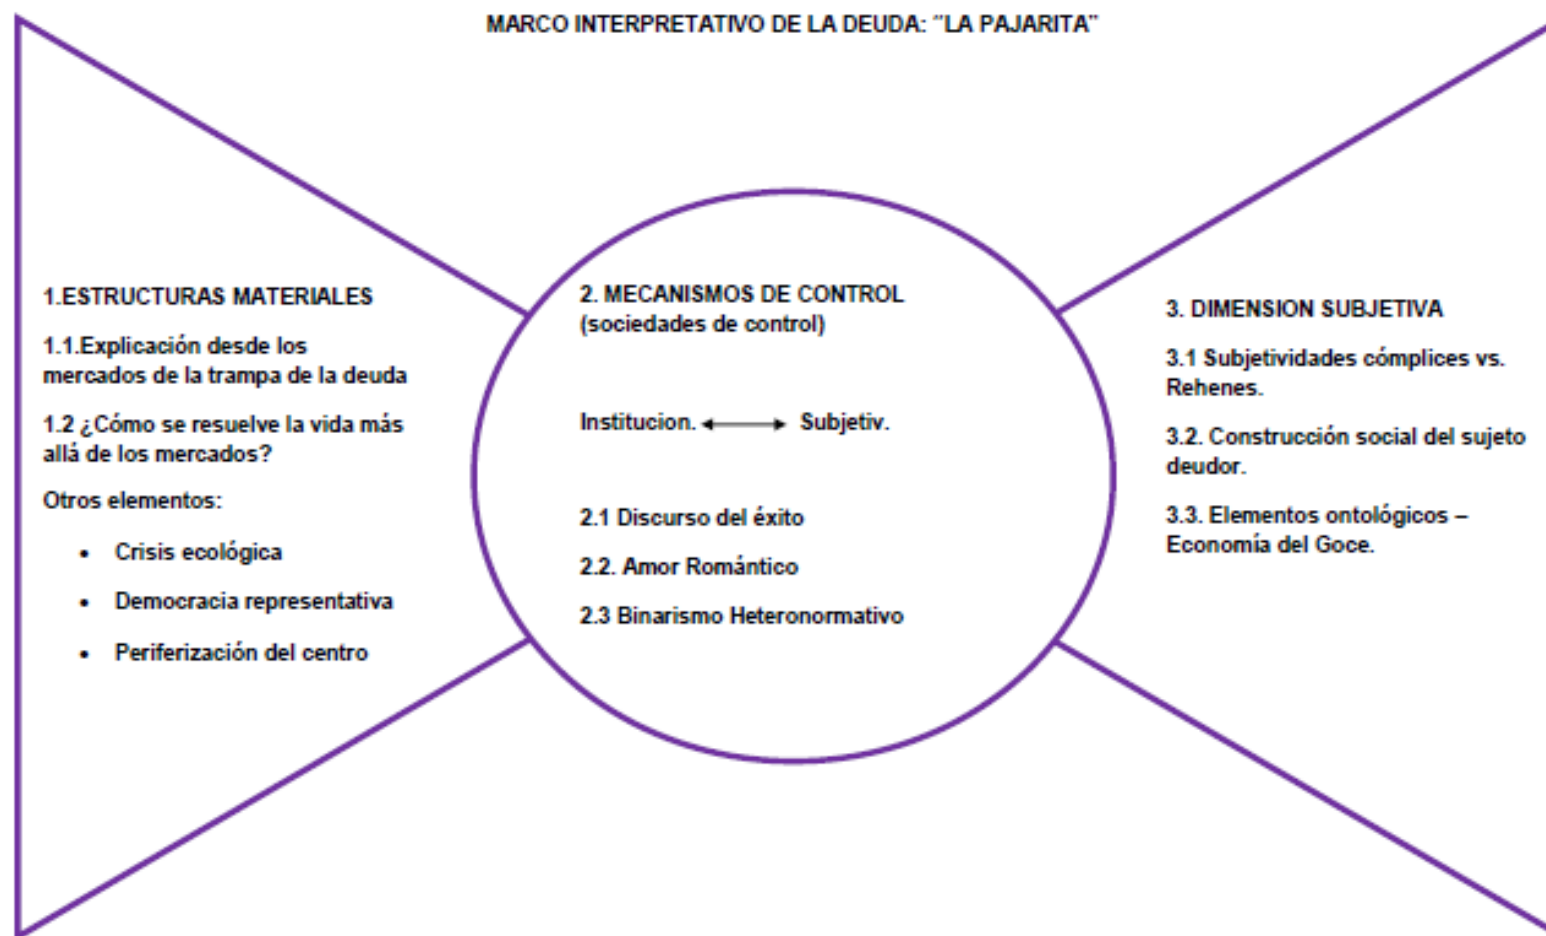 MARCO INTERPRETATIVO DE LA DEUDA: “LA PAJARITA”
1.ESTRUCTURAS MATERIALES
1.1.Explicación desde los
mercados de la trampa de la deuda
1.2 ¿Cómo se resuelve la vida más
allá de los mercados?
Otros elementos:
• Crisis ecológica
• Democracia representativa
• Periferización del centro
2. MECANISMOS DE CONTROL
(sociedades de control)
Institucion. ⟷ Subjetiv.
2.1 Discurso del éxito
2.2. Amor Romántico
2.3 Binarismo Heteronormativo
3. DIMENSION SUBJETIVA
3.1 Subjetividades cómplices vs.
Rehenes.
3.2. Construcción social del sujeto
deudor.
3.3. Elementos ontológicos –
Economía del Goce.